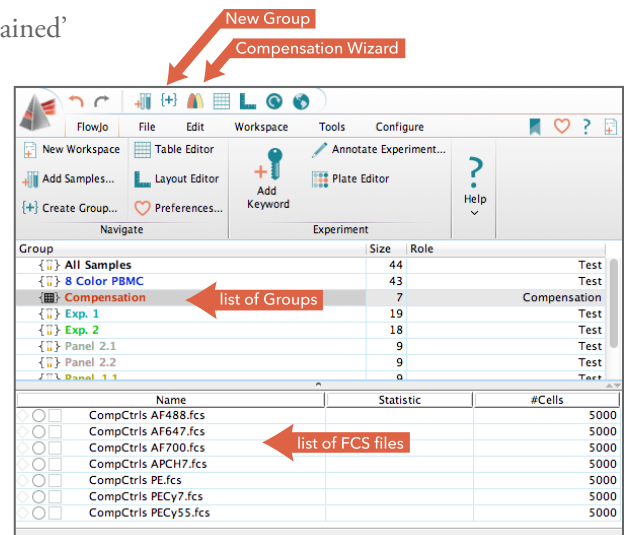 New Group
ained’
Compensation Wizard
FlowJo File Edit Workspace Tools Configure
New Workspace Table Editor Annotate Experiment...
Add Samples... Layout Editor Plate Editor
Add
Keyword
Help
{+} Create Group... Preferences...
Navigate Experiment
Group Size Role
All Samples 44 Test
8 Color PBMC 43 Test
Compensation list of Groups 7 Compensation
Exp. 1 19 Test
Exp. 2 18 Test
Panel 2.1 9 Test
Panel 2.2 9 Test
Panel 1.1 9 Test
Name Statistic #Cells
CompCtrls AF488.fcs 5000
CompCtrls AF647.fcs 5000
CompCtrls AF700.fcs list of FCS files 5000
CompCtrls APCH7.fcs 5000
CompCtrls PE.fcs 5000
CompCtrls PECy7.fcs 5000
CompCtrls PECy55.fcs 5000